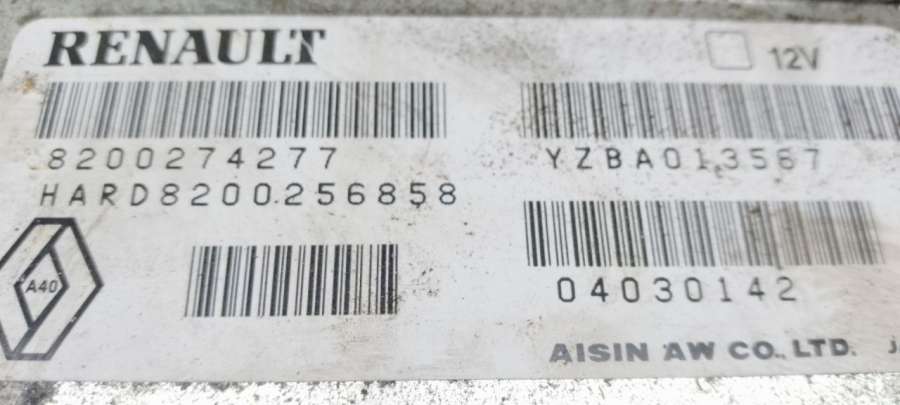 RENAULT
12V
8200274277
YZBA013567
HARD8200256858
04030142
A40
AISIN AW CO., LTD. J